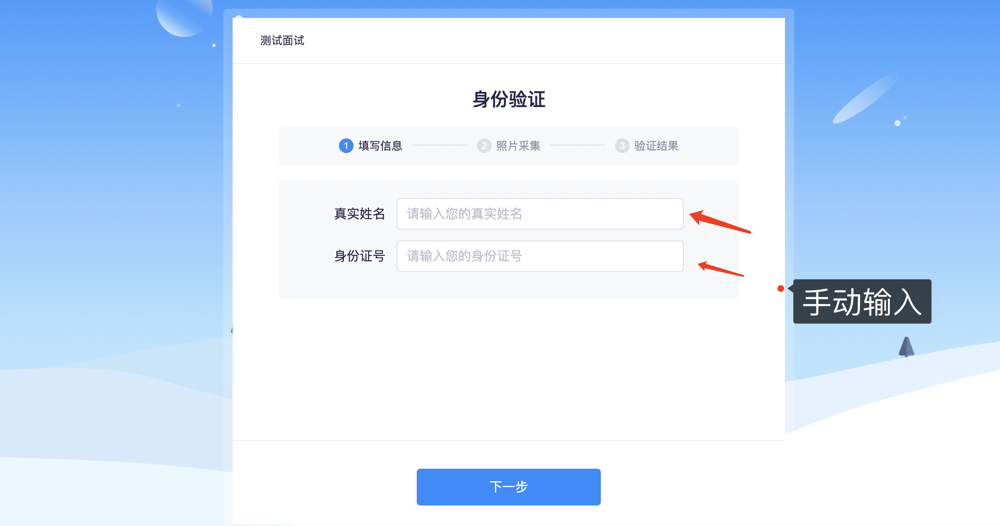 测试面试
身份验证
1 填写信息 2 照片采集 3 验证结果
真实姓名 请输入您的真实姓名
身份证号 请输入您的身份证号
手动输入
下一步